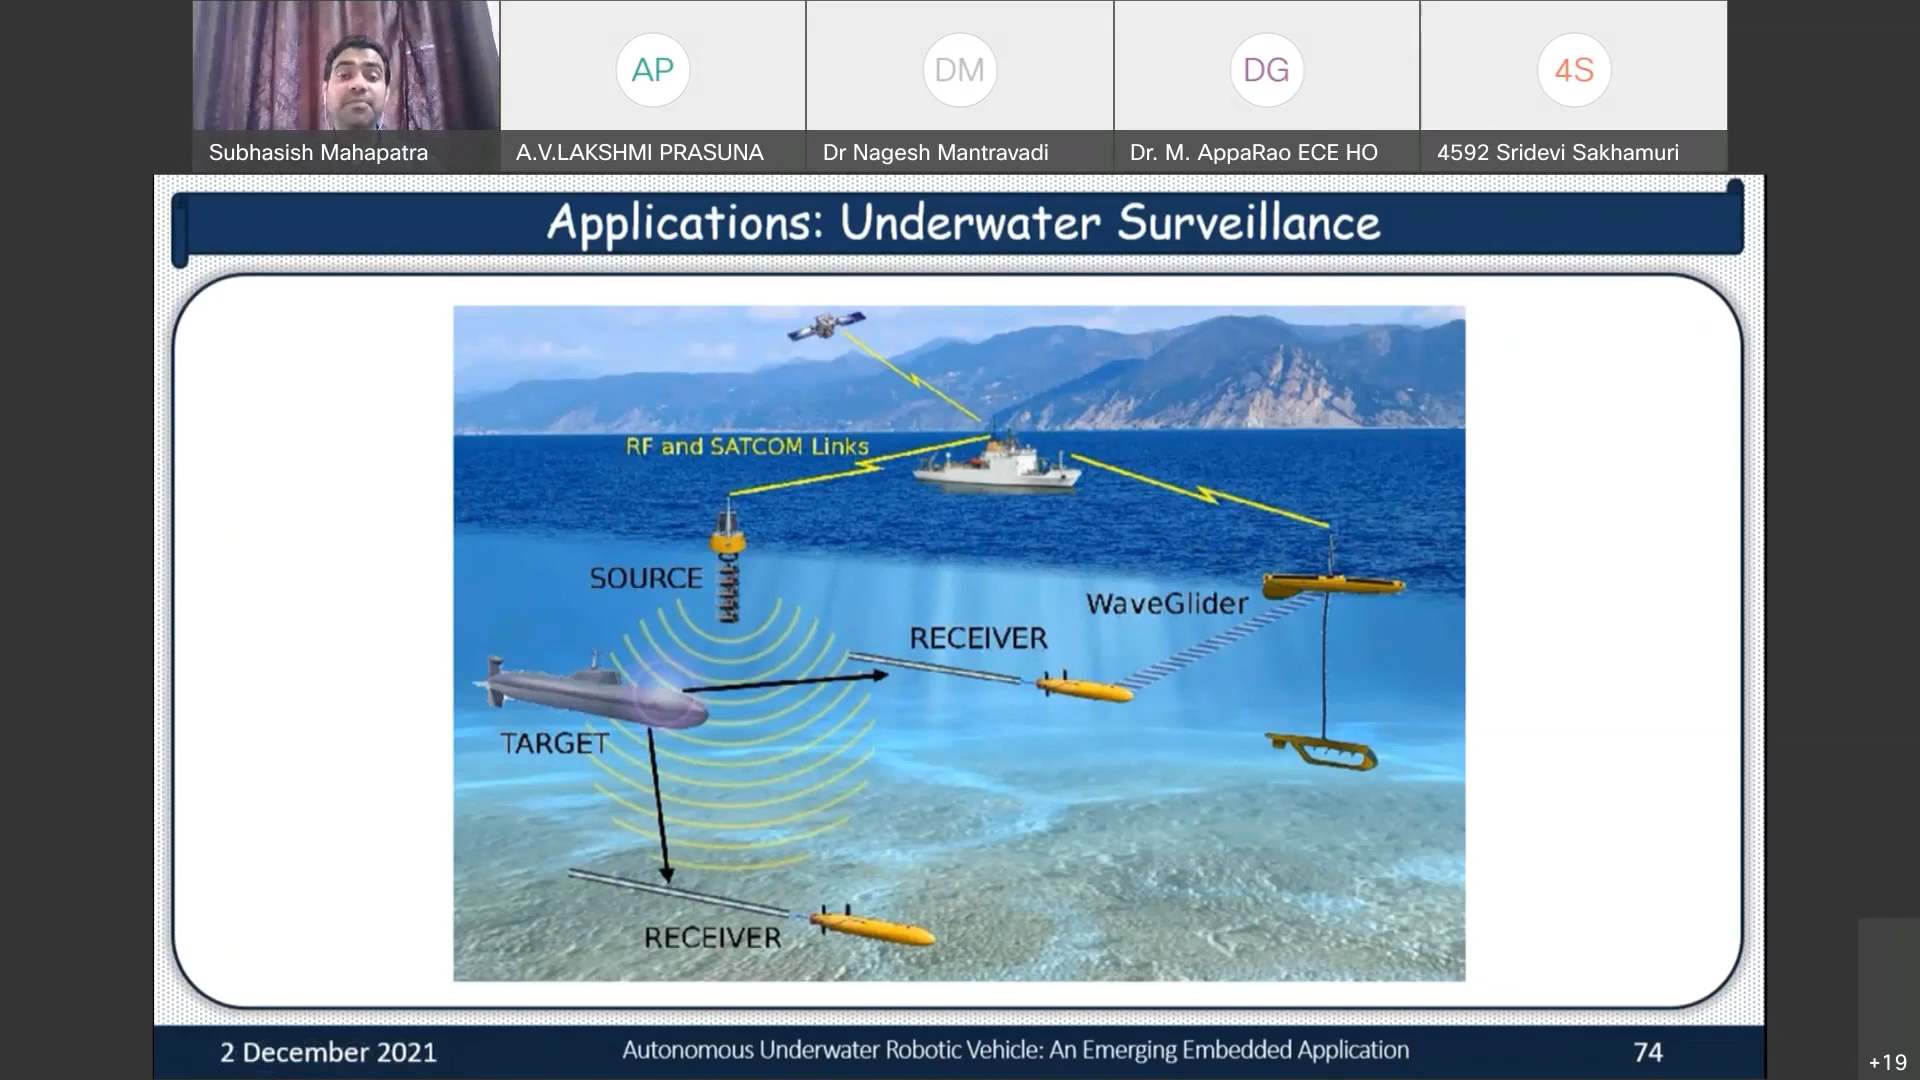 AP
DM
DG
4S
Subhasish Mahapatra
A.V.LAKSHMI PRASUNA
Dr Nagesh Mantravadi
Dr. M. AppaRao ECE HO
4592 Sridevi Sakhamuri
Applications: Underwater Surveillance
RF and SATCOM Links
SOURCE
WaveGlider
RECEIVER
TARGET
RECEIVER
2 December 2021
Autonomous Underwater Robotic Vehicle: An Emerging Embedded Application
74
+19